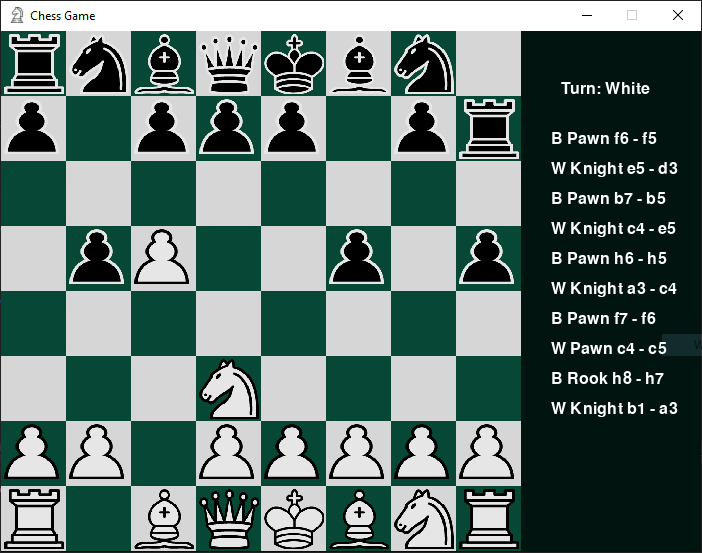 Chess Game
Turn: White
B Pawn f6 - f5
W Knight e5 - d3
B Pawn b7 - b5
W Knight c4 - e5
B Pawn h6 - h5
W Knight a3 - c4
B Pawn f7 - f6
W Pawn c4 - c5
B Rook h8 - h7
W Knight b1 - a3